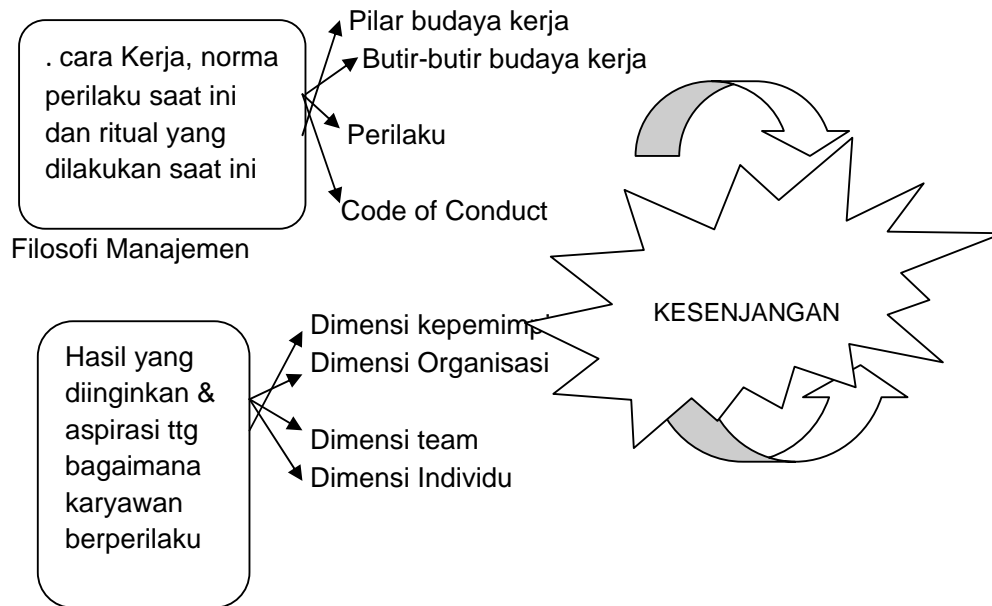 Pilar budaya kerja
Butir-butir budaya kerja
. cara Kerja, norma
perilaku saat ini
dan ritual yang
dilakukan saat ini
Perilaku
Code of Conduct
Filosofi Manajemen
KESENJANGAN
Dimensi
Dimensi Organisasi
Hasil yang
diinginkan &
aspirasi ttg
bagaimana
karyawan
berperilaku
Dimensi team
Dimensi Individu